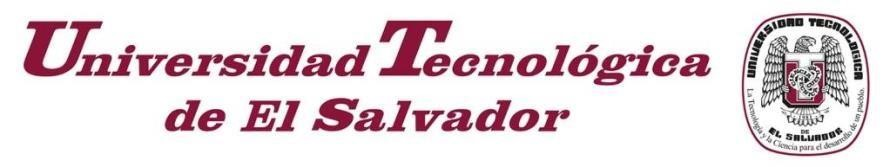 Universidad Tecnológica
de El Salvador
UNIVERSIDAD TECNOLOGICA
DE
EL SALVADOR
La Tecnología y la Ciencia para el desarrollo de un pueblo.